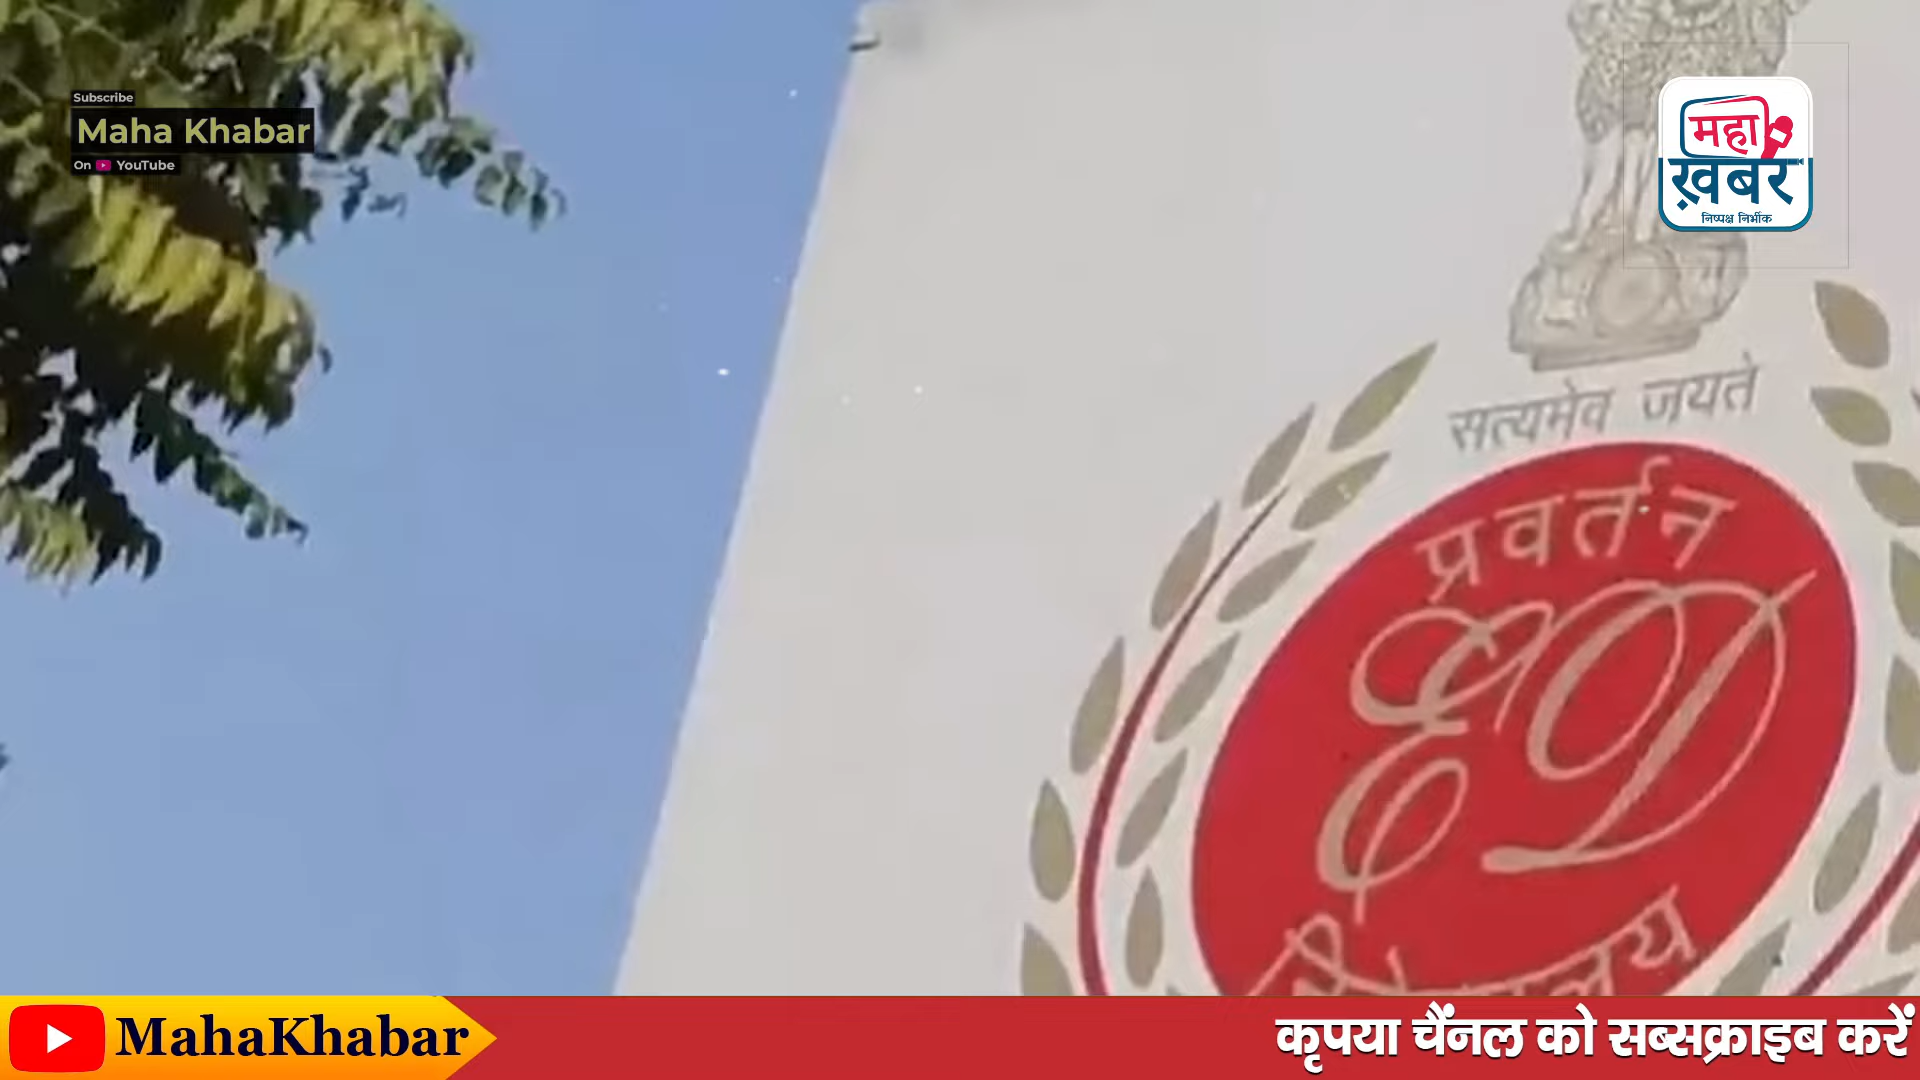 Subscribe
Maha Khabar
On YouTube
महा
ख़बर
निष्पक्ष निर्भीक
सत्यमेव जयते
प्रवर्तन
ED
MahaKhabar
कृपया चैंनल को सब्सक्राइब करें